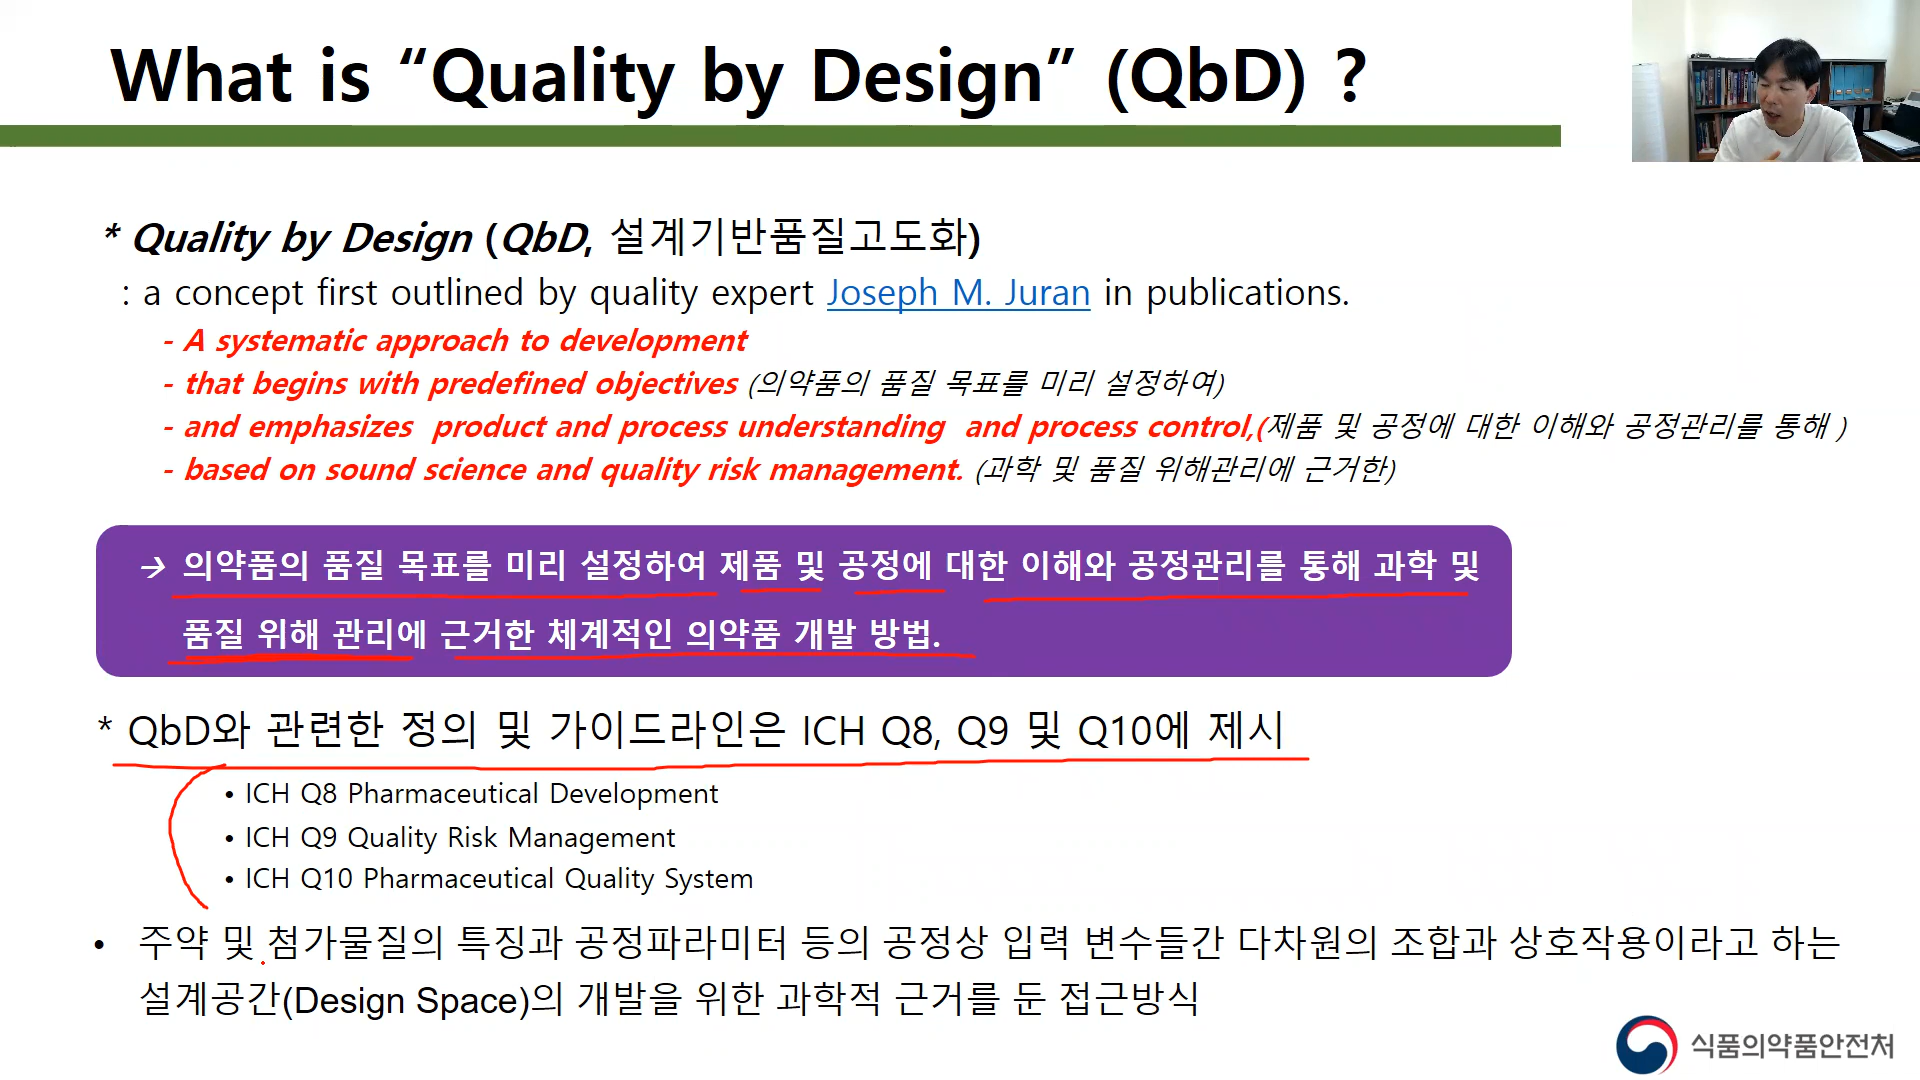 What is “Quality by Design” (QbD) ?
* Quality by Design (QbD, 설계기반품질고도화)
: a concept first outlined by quality expert Joseph M. Juran in publications.
- A systematic approach to development
- that begins with predefined objectives (의약품의 품질 목표를 미리 설정하여)
- and emphasizes product and process understanding and process control,(제품 및 공정에 대한 이해와 공정관리를 통해 )
- based on sound science and quality risk management. (과학 및 품질 위해관리에 근거한)
→ 의약품의 품질 목표를 미리 설정하여 제품 및 공정에 대한 이해와 공정관리를 통해 과학 및
품질 위해 관리에 근거한 체계적인 의약품 개발 방법.
* QbD와 관련한 정의 및 가이드라인은 ICH Q8, Q9 및 Q10에 제시
• ICH Q8 Pharmaceutical Development
• ICH Q9 Quality Risk Management
• ICH Q10 Pharmaceutical Quality System
• 주약 및 첨가물질의 특징과 공정파라미터 등의 공정상 입력 변수들간 다차원의 조합과 상호작용이라고 하는
설계공간(Design Space)의 개발을 위한 과학적 근거를 둔 접근방식
식품의약품안전처